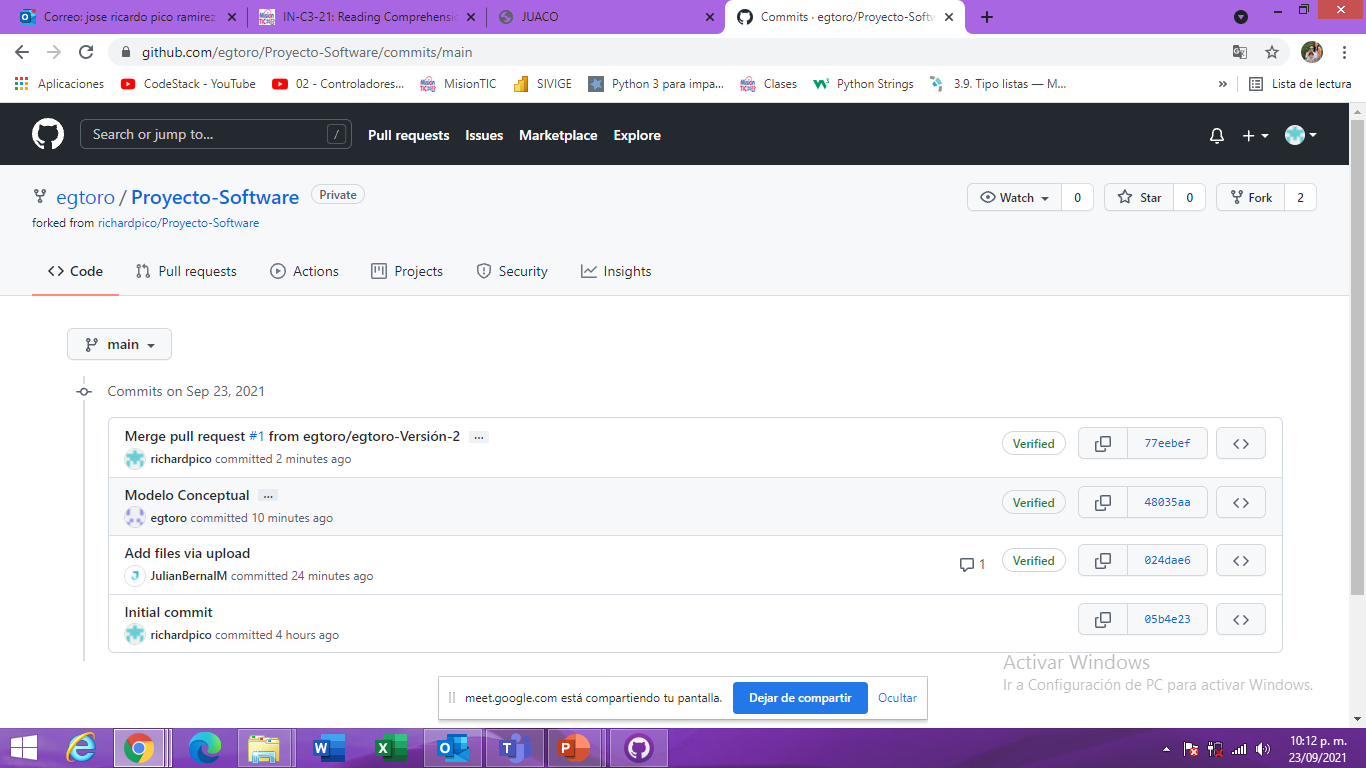 Correo: jose ricardo pico ramirez
IN-C3-21: Reading Comprehensi
JUACO
Commits · egtoro/Proyecto-Softw
github.com/egtoro/Proyecto-Software/commits/main
Aplicaciones
CodeStack - YouTube
02 - Controladores...
MisionTIC
SIVIGE
Python 3 para impa...
Clases
Python Strings
3.9. Tipo listas — M...
»
Lista de lectura
Search or jump to...
/
Pull requests
Issues
Marketplace
Explore
egtoro / Proyecto-Software
Private
Watch
0
Star
0
Fork
2
forked from richardpico/Proyecto-Software
Code
Pull requests
Actions
Projects
Security
Insights
main
Commits on Sep 23, 2021
Merge pull request #1 from egtoro/egtoro-Versión-2 ...
richardpico committed 2 minutes ago
Verified
77eebef
Modelo Conceptual ...
egtoro committed 10 minutes ago
Verified
48035aa
Add files via upload
JulianBernalM committed 24 minutes ago
1
Verified
024dae6
Initial commit
richardpico committed 4 hours ago
05b4e23
Activar Windows
Ir a Configuración de PC para activar Windows.
meet.google.com está compartiendo tu pantalla.
Dejar de compartir
Ocultar
10:12 p. m.
23/09/2021